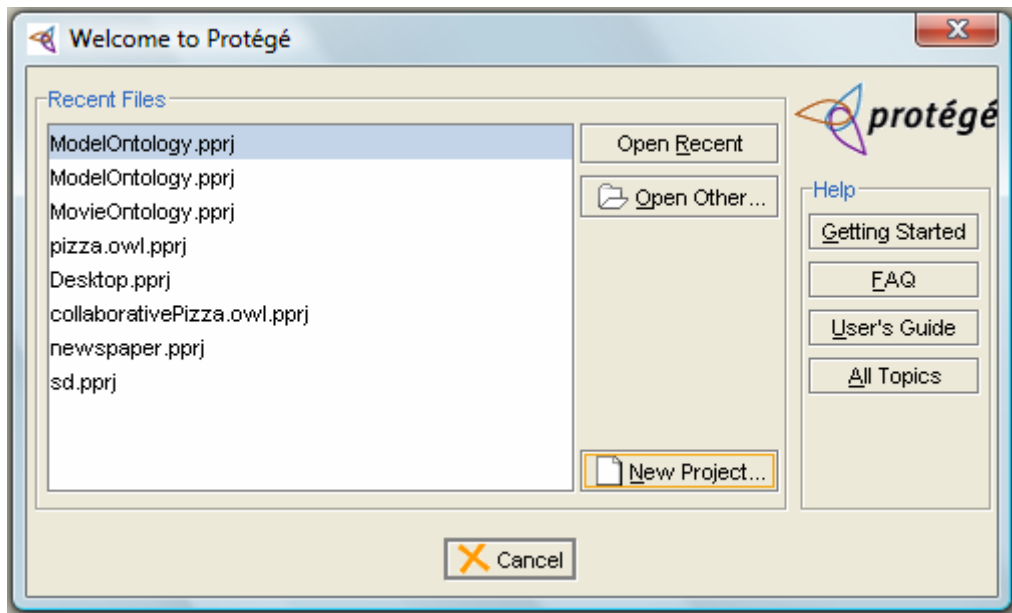 Welcome to Protégé
Recent Files
ModelOntology.pprj
ModelOntology.pprj
MovieOntology.pprj
pizza.owl.pprj
Desktop.pprj
collaborativePizza.owl.pprj
newspaper.pprj
sd.pprj
Open Recent
Open Other...
New Project...
protégé
Help
Getting Started
FAQ
User's Guide
All Topics
Cancel